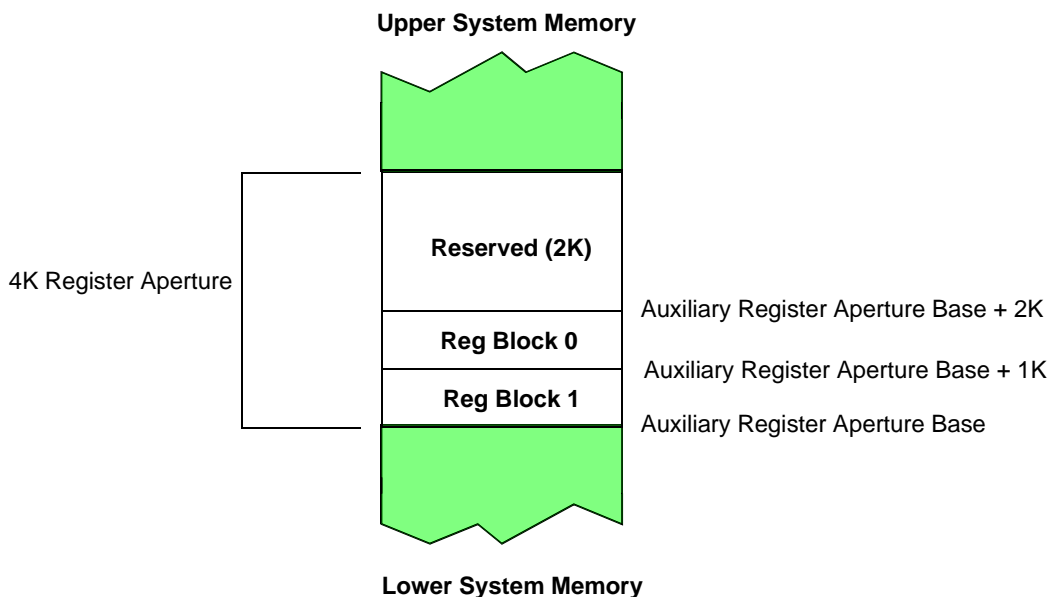 Upper System Memory
Reserved (2K)
4K Register Aperture
Auxiliary Register Aperture Base + 2K
Reg Block 0
Auxiliary Register Aperture Base + 1K
Reg Block 1
Auxiliary Register Aperture Base
Lower System Memory